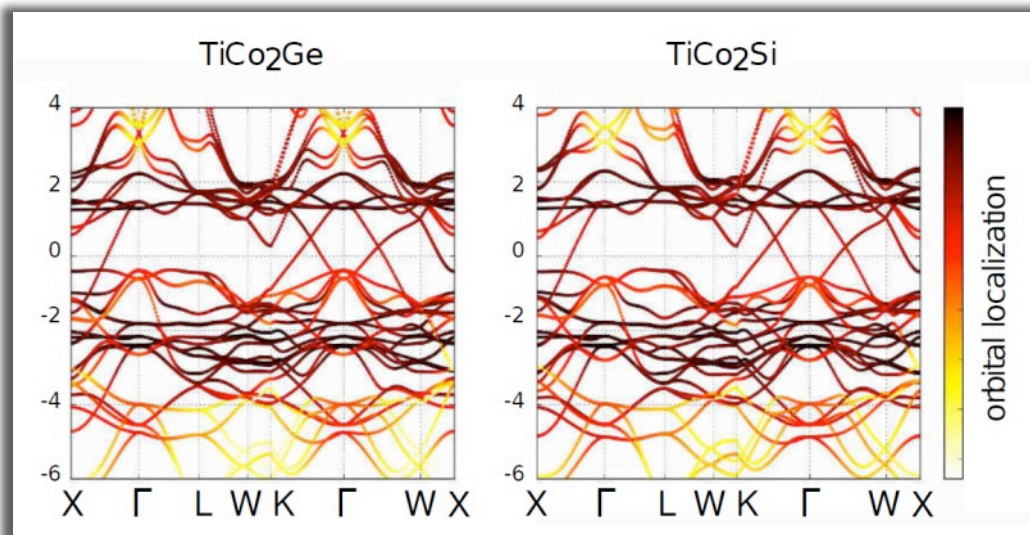 TiCo2Ge
TiCo2Si
4
2
0
-2
-4
-6
X Γ L W K Γ W X
4
2
0
-2
-4
-6
X Γ L W K Γ W X
orbital localization